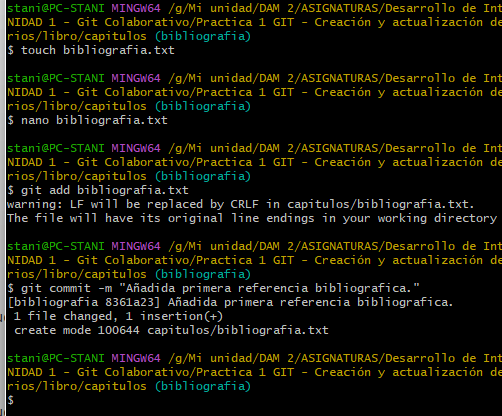 stani@PC-STANI MINGW64 /g/Mi unidad/DAM 2/ASIGNATURAS/Desarrollo de Int
NIDAD 1 - Git Colaborativo/Practica 1 GIT - Creación y actualización de
rios/libro/capitulos (bibliografia)
$ touch bibliografia.txt
stani@PC-STANI MINGW64 /g/Mi unidad/DAM 2/ASIGNATURAS/Desarrollo de Int
NIDAD 1 - Git Colaborativo/Practica 1 GIT - Creación y actualización de
rios/libro/capitulos (bibliografia)
$ nano bibliografia.txt
stani@PC-STANI MINGW64 /g/Mi unidad/DAM 2/ASIGNATURAS/Desarrollo de Int
NIDAD 1 - Git Colaborativo/Practica 1 GIT - Creación y actualización de
rios/libro/capitulos (bibliografia)
$ git add bibliografia.txt
warning: LF will be replaced by CRLF in capitulos/bibliografia.txt.
The file will have its original line endings in your working directory
stani@PC-STANI MINGW64 /g/Mi unidad/DAM 2/ASIGNATURAS/Desarrollo de Int
NIDAD 1 - Git Colaborativo/Practica 1 GIT - Creación y actualización de
rios/libro/capitulos (bibliografia)
$ git commit -m "Añadida primera referencia bibliografica."
[bibliografia 8361a23] Añadida primera referencia bibliografica.
1 file changed, 1 insertion(+)
create mode 100644 capitulos/bibliografia.txt
stani@PC-STANI MINGW64 /g/Mi unidad/DAM 2/ASIGNATURAS/Desarrollo de Int
NIDAD 1 - Git Colaborativo/Practica 1 GIT - Creación y actualización de
rios/libro/capitulos (bibliografia)
$